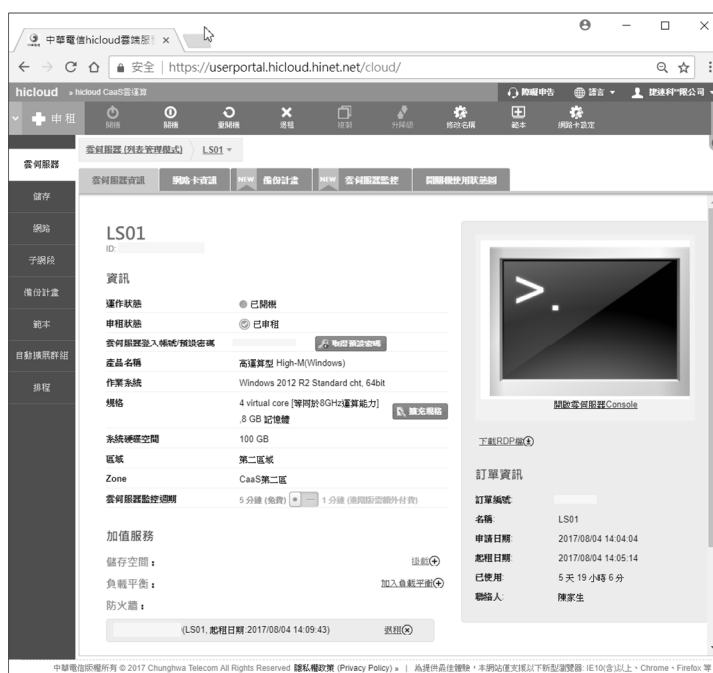 中華電信hicloud雲端服
安全 | https://userportal.hicloud.hinet.net/cloud/
hicloud » hicloud CaaS雲運算 障礙申告 語言 捷達科**限公司
申租 開機 關機 重開機 退租 複製 分降級 修改名稱 範本 網路卡設定
雲伺服器 (列表管理模式) LS01
雲伺服器資訊 網路卡資訊 NEW 備份計畫 NEW 雲伺服器監控 開關機使用狀態圖
雲伺服器
儲存
網路
子網段
備份計畫
範本
自動擴展群組
排程
LS01
ID:
資訊
運作狀態 已開機
申租狀態 已申租
雲伺服器登入帳號/預設密碼 取得預設密碼
產品名稱 高運算型 High-M(Windows)
作業系統 Windows 2012 R2 Standard cht, 64bit
規格 4 virtual core [等同於8GHz運算能力]
,8 GB 記憶體 擴充規格
系統硬碟空間 100 GB
區域 第二區域
Zone CaaS第二區
雲伺服器監控週期 5 分鐘 (免費) 1 分鐘 (進階版需額外付費)
加值服務
儲存空間： 掛載
負載平衡： 加入負載平衡
防火牆：
(LS01, 起租日期:2017/08/04 14:09:43) 退租
>_
開啟雲伺服器Console
下載RDP檔
訂單資訊
訂單編號:
名稱: LS01
申請日期: 2017/08/04 14:04:04
起租日期: 2017/08/04 14:05:14
已使用: 5 天 19 小時 6 分
聯絡人: 陳家生
中華電信版權所有 © 2017 Chunghwa Telecom All Rights Reserved 隱私權政策 (Privacy Policy) » | 為提供最佳體驗，本網站僅支援以下新型瀏覽器: IE10(含)以上、Chrome、Firefox 等